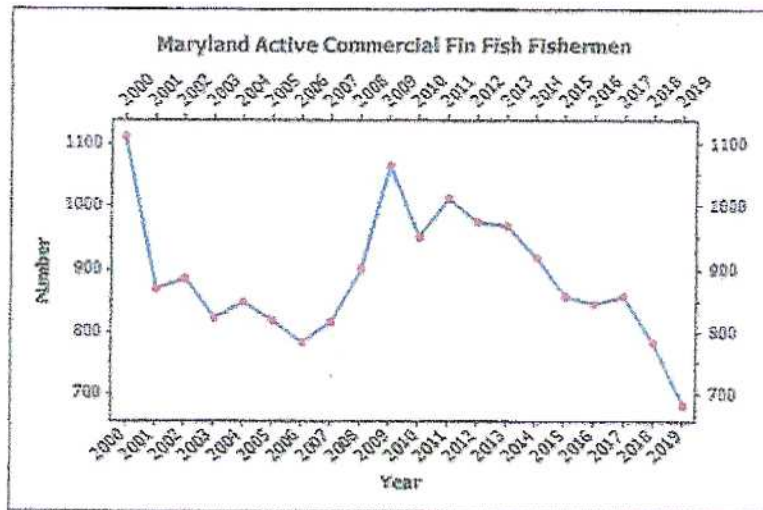 Maryland Active Commercial Fin Fish Fishermen
2000 2001 2002 2003 2004 2005 2006 2007 2008 2009 2010 2011 2012 2013 2014 2015 2016 2017 2018 2019
1100 1100
1000 1000
900 900
800 800
700 700
Number
2000 2001 2002 2003 2004 2005 2006 2007 2008 2009 2010 2011 2012 2013 2014 2015 2016 2017 2018 2019
Year